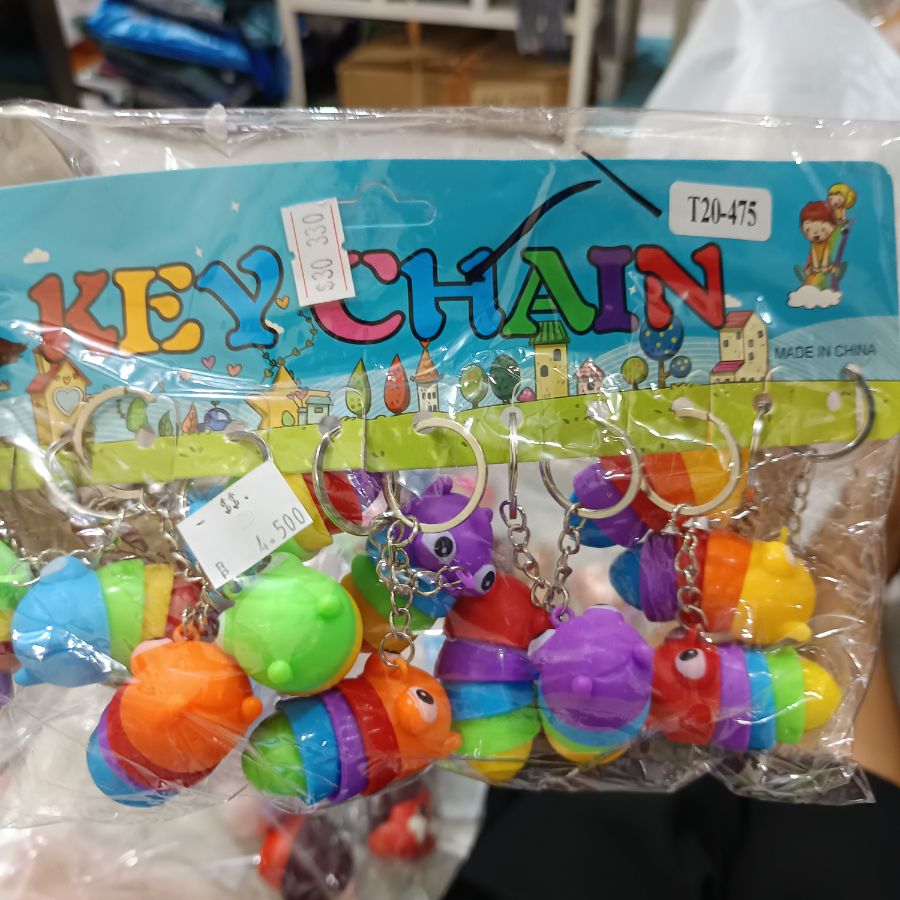 T20-475
$30 330
KEY CHAIN
MADE IN CHINA
$$.
4.500